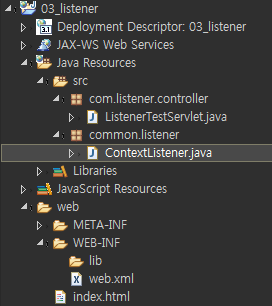 03_listener
Deployment Descriptor: 03_listener
JAX-WS Web Services
Java Resources
src
com.listener.controller
ListenerTestServlet.java
common.listener
ContextListener.java
Libraries
JavaScript Resources
web
META-INF
WEB-INF
lib
web.xml
index.html